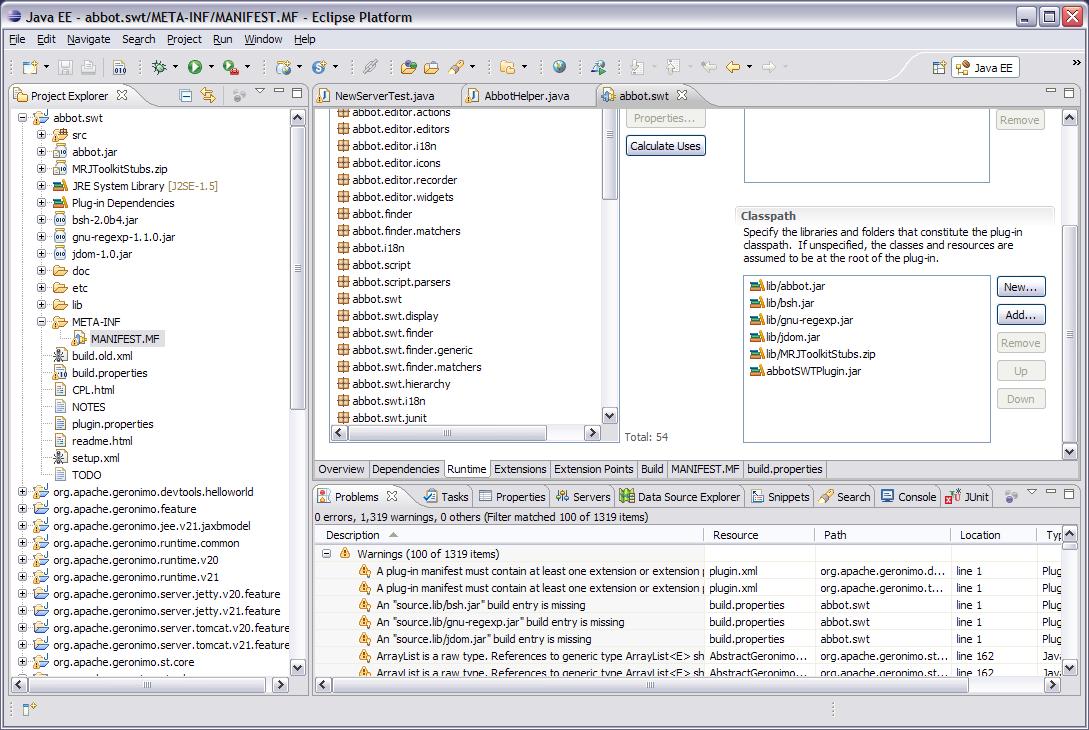 Java EE - abbot.swt/META-INF/MANIFEST.MF - Eclipse Platform
File Edit Navigate Search Project Run Window Help
Java EE
Project Explorer
abbot.swt
src
abbot.jar
MRJToolkitStubs.zip
JRE System Library [J2SE-1.5]
Plug-in Dependencies
bsh-2.0b4.jar
gnu-regexp-1.1.0.jar
jdom-1.0.jar
doc
etc
lib
META-INF
MANIFEST.MF
build.old.xml
build.properties
CPL.html
NOTES
plugin.properties
readme.html
setup.xml
TODO
org.apache.geronimo.devtools.helloworld
org.apache.geronimo.feature
org.apache.geronimo.jee.v21.jaxbmodel
org.apache.geronimo.runtime.common
org.apache.geronimo.runtime.v20
org.apache.geronimo.runtime.v21
org.apache.geronimo.server.jetty.v20.feature
org.apache.geronimo.server.jetty.v21.feature
org.apache.geronimo.server.tomcat.v20.feature
org.apache.geronimo.server.tomcat.v21.feature
org.apache.geronimo.st.core
NewServerTest.java AbbotHelper.java abbot.swt
abbot.editor.actions
abbot.editor.editors
abbot.editor.i18n
abbot.editor.icons
abbot.editor.recorder
abbot.editor.widgets
abbot.finder
abbot.finder.matchers
abbot.i18n
abbot.script
abbot.script.parsers
abbot.swt
abbot.swt.display
abbot.swt.finder
abbot.swt.finder.generic
abbot.swt.finder.matchers
abbot.swt.hierarchy
abbot.swt.i18n
abbot.swt.junit
Properties...
Calculate Uses
Total: 54
Remove
Classpath
Specify the libraries and folders that constitute the plug-in
classpath. If unspecified, the classes and resources are
assumed to be at the root of the plug-in.
lib/abbot.jar
lib/bsh.jar
lib/gnu-regexp.jar
lib/jdom.jar
lib/MRJToolkitStubs.zip
abbotSWTPlugin.jar
New...
Add...
Remove
Up
Down
Overview Dependencies Runtime Extensions Extension Points Build MANIFEST.MF build.properties
Problems Tasks Properties Servers Data Source Explorer Snippets Search Console JUnit
0 errors, 1,319 warnings, 0 others (Filter matched 100 of 1319 items)
Description Resource Path Location Typ
Warnings (100 of 1319 items)
A plug-in manifest must contain at least one extension or extension p plugin.xml org.apache.geronimo.d... line 1 Plug
A plug-in manifest must contain at least one extension or extension p plugin.xml org.apache.geronimo.t... line 1 Plug
An "source.lib/bsh.jar" build entry is missing build.properties abbot.swt line 1 Plug
An "source.lib/gnu-regexp.jar" build entry is missing build.properties abbot.swt line 1 Plug
An "source.lib/jdom.jar" build entry is missing build.properties abbot.swt line 1 Plug
ArrayList is a raw type. References to generic type ArrayList<E> sh AbstractGeronimo... org.apache.geronimo.st... line 162 Java
ArrayList is a raw type. References to generic type ArrayList<E> sh AbstractGeronimo... org.apache.geronimo.st... line 162 Java